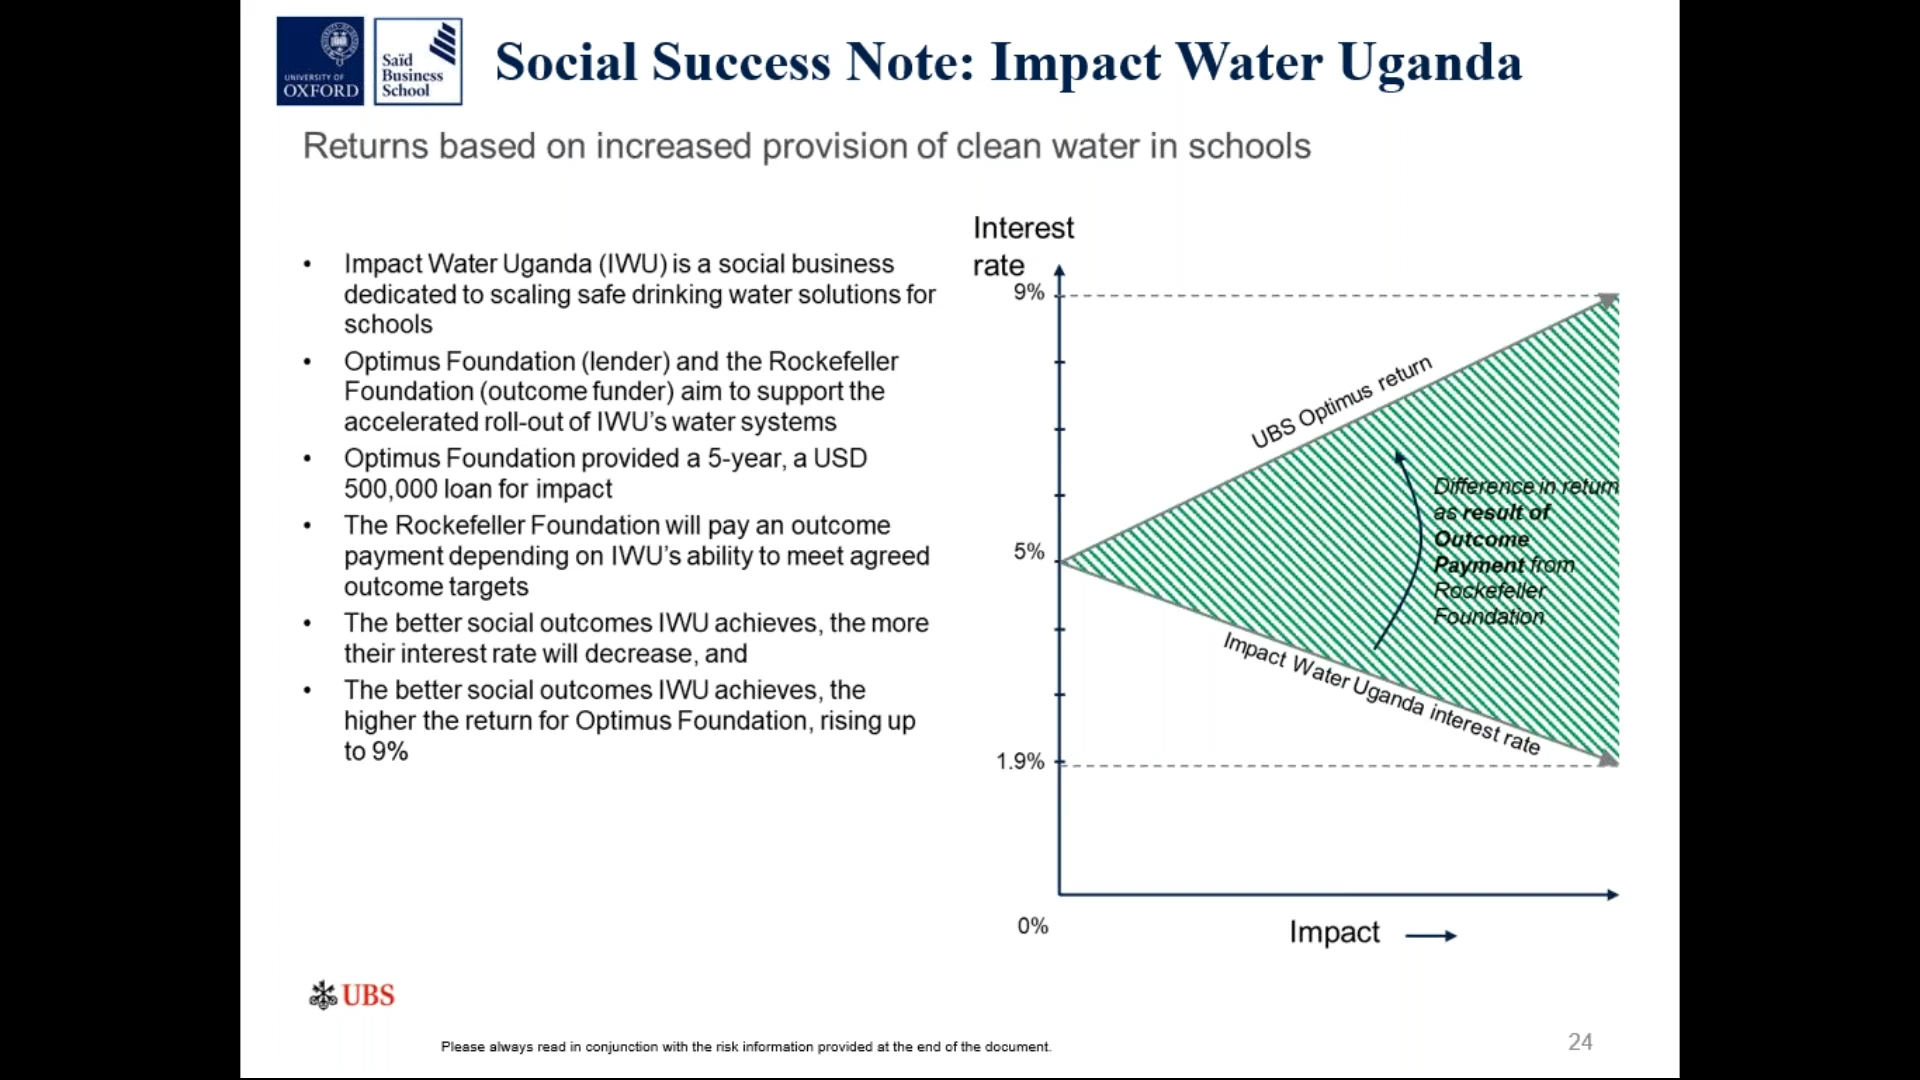 UNIVERSITY OF
OXFORD
Saïd
Business
School
Social Success Note: Impact Water Uganda
Returns based on increased provision of clean water in schools
• Impact Water Uganda (IWU) is a social business
dedicated to scaling safe drinking water solutions for
schools
• Optimus Foundation (lender) and the Rockefeller
Foundation (outcome funder) aim to support the
accelerated roll-out of IWU's water systems
• Optimus Foundation provided a 5-year, a USD
500,000 loan for impact
• The Rockefeller Foundation will pay an outcome
payment depending on IWU's ability to meet agreed
outcome targets
• The better social outcomes IWU achieves, the more
their interest rate will decrease, and
• The better social outcomes IWU achieves, the
higher the return for Optimus Foundation, rising up
to 9%
Interest
rate
9%
UBS Optimus return
Difference in return
as result of
Outcome
Payment from
Rockefeller
Foundation
5%
Impact Water Uganda interest rate
1.9%
0%
Impact
UBS
Please always read in conjunction with the risk information provided at the end of the document.
24